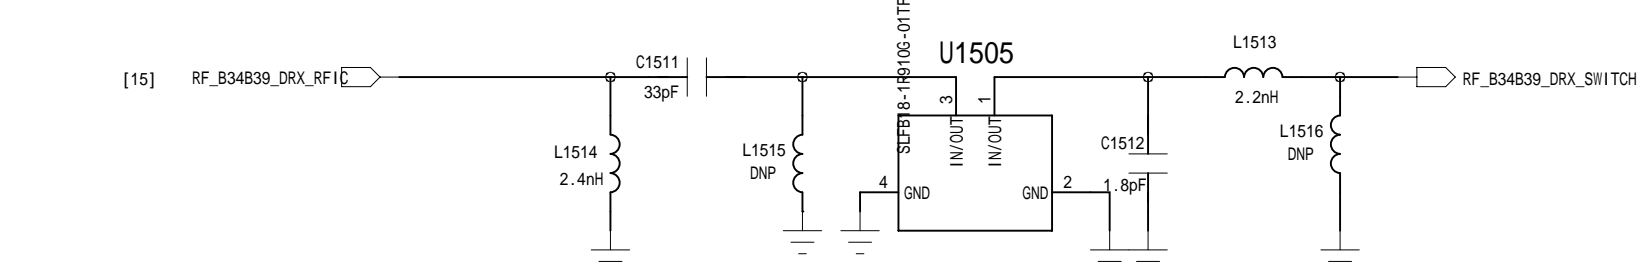 SLFB18-1R910G-01TF
U1505
L1513
C1511
[15] RF_B34B39_DRX_RFIC
RF_B34B39_DRX_SWITCH
33pF
3
1
2.2nH
IN/OUT
IN/OUT
L1516
DNP
L1514
2.4nH
L1515
DNP
C1512
1.8pF
4
GND
GND
2